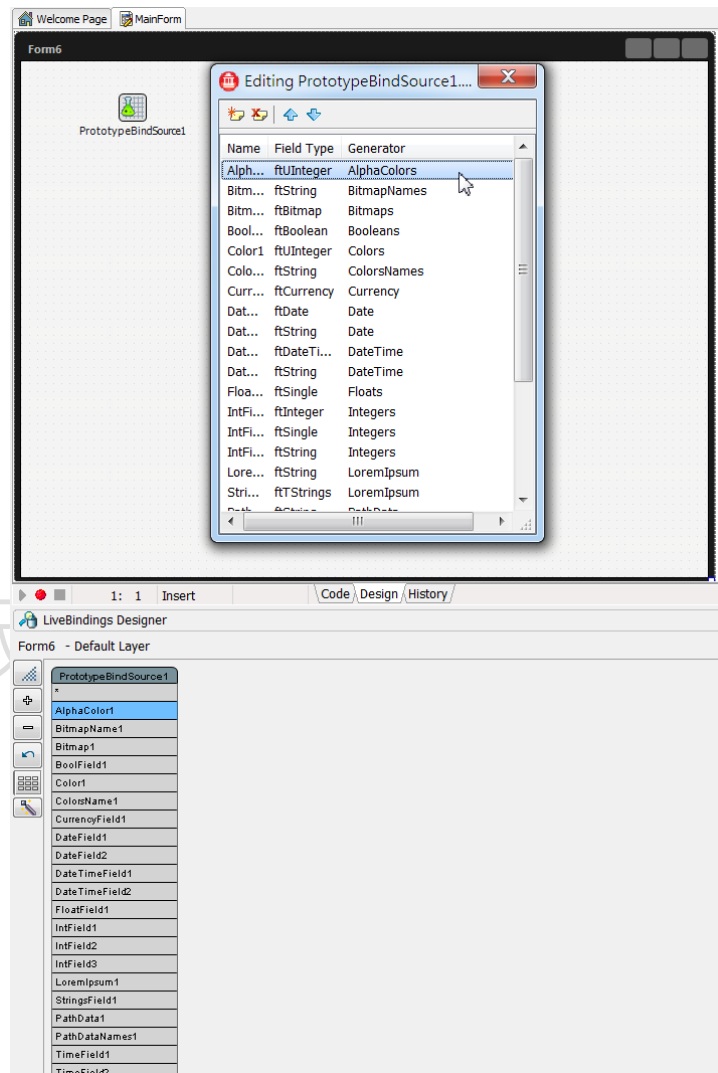 Welcome Page MainForm
Form6
PrototypeBindSource1
Editing PrototypeBindSource1....
Name Field Type Generator
Alph... ftUInteger AlphaColors
Bitm... ftString BitmapNames
Bitm... ftBitmap Bitmaps
Bool... ftBoolean Booleans
Color1 ftUInteger Colors
Colo... ftString ColorsNames
Curr... ftCurrency Currency
Dat... ftDate Date
Dat... ftString Date
Dat... ftDateTi... DateTime
Dat... ftString DateTime
Floa... ftSingle Floats
IntFi... ftInteger Integers
IntFi... ftSingle Integers
IntFi... ftString Integers
Lore... ftString LoremIpsum
Stri... ftTStrings LoremIpsum
Path... ftString PathData
1: 1 Insert Code Design History
LiveBindings Designer
Form6 - Default Layer
PrototypeBindSource1
*
AlphaColor1
BitmapName1
Bitmap1
BoolField1
Color1
ColorsName1
CurrencyField1
DateField1
DateField2
DateTimeField1
DateTimeField2
FloatField1
IntField1
IntField2
IntField3
LoremIpsum1
StringsField1
PathData1
PathDataNames1
TimeField1
TimeField2